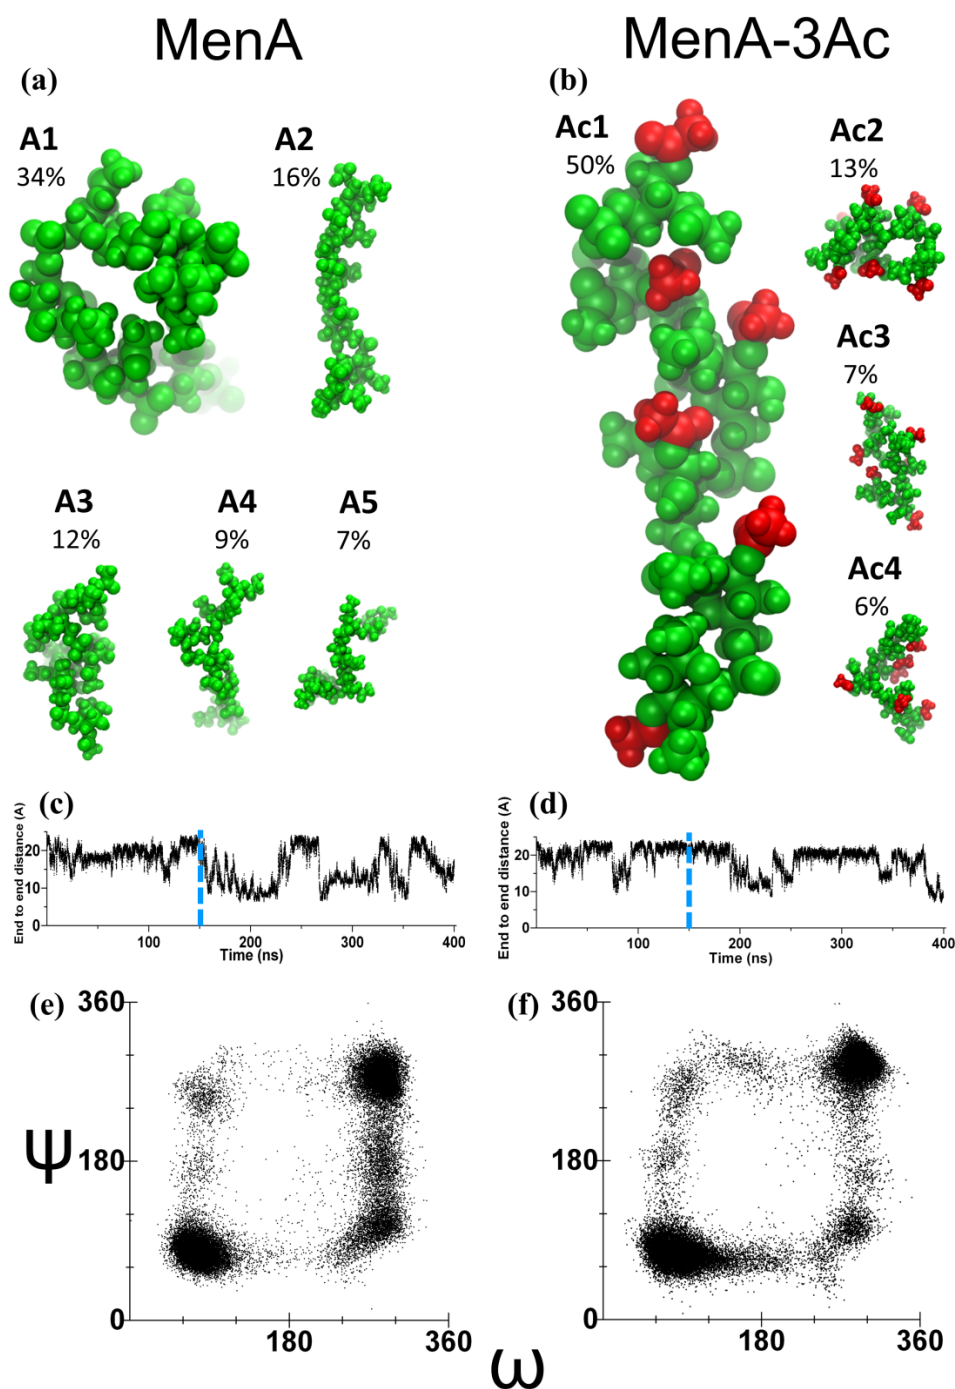 MenA MenA-3Ac
(a) (b)
A1 A2 Ac1 Ac2
34% 16% 50% 13%
Ac3
7%
A3 A4 A5
12% 9% 7%
Ac4
6%
(c) (d)
End to end distance (A)
20
10
0
100 200 300 400
Time (ns)
End to end distance (A)
20
10
0
100 200 300 400
Time (ns)
(e) (f)
360 360
Ψ 180 180
0 0
180 360 180 360
ω